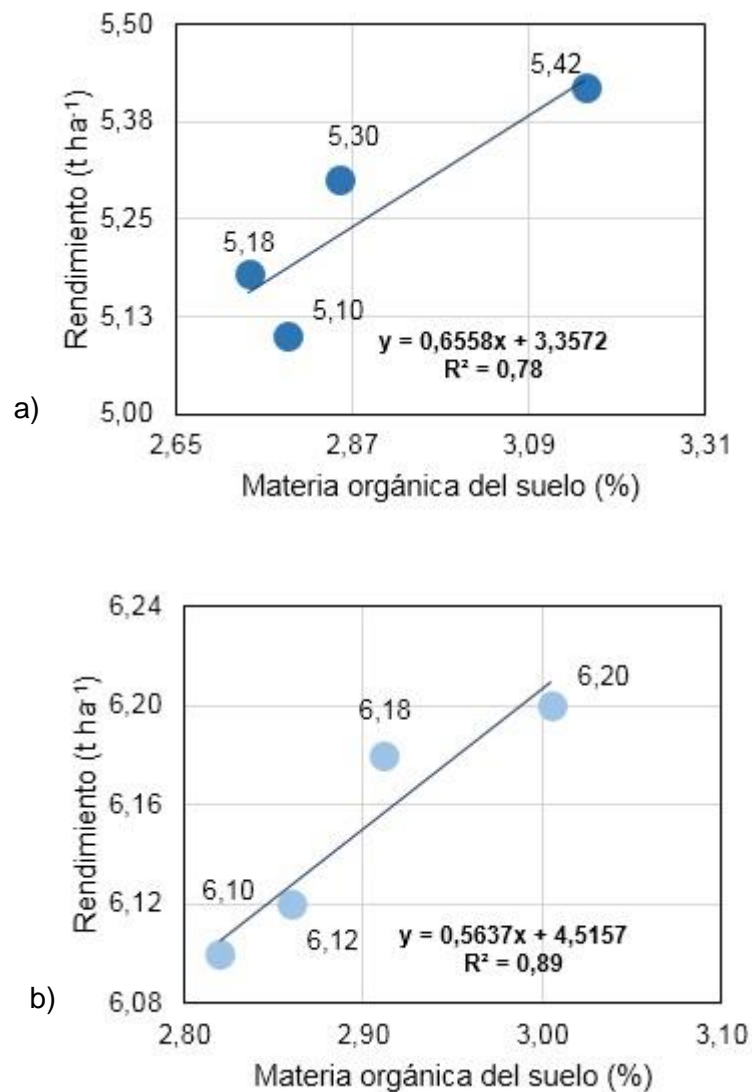 5,50
5,42
5,38
5,30
5,25
5,18
5,13
5,10
y = 0,6558x + 3,3572
R² = 0,78
5,00
Rendimiento (t ha⁻¹)
a)
2,65 2,87 3,09 3,31
Materia orgánica del suelo (%)
6,24
6,20
6,20
6,18
6,16
6,10
6,12
6,12
y = 0,5637x + 4,5157
R² = 0,89
6,08
Rendimiento (t ha⁻¹)
b)
2,80 2,90 3,00 3,10
Materia orgánica del suelo (%)